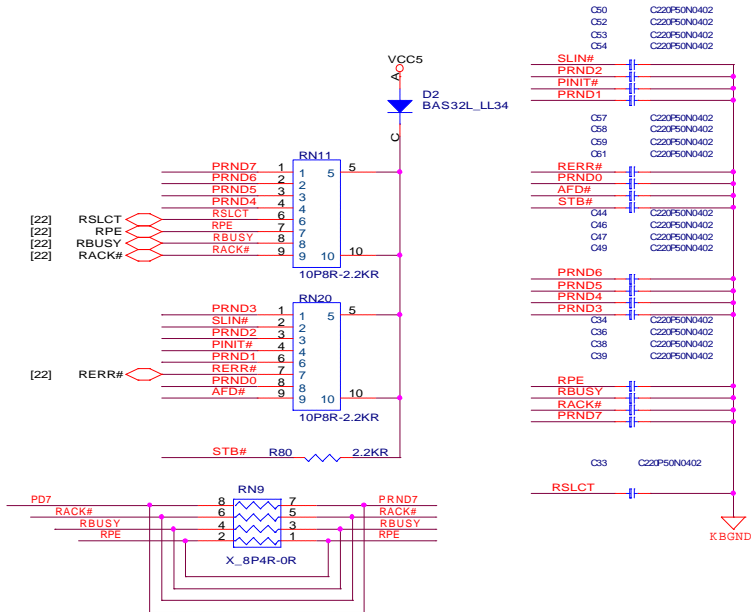 VCC5
A
D2
BAS32L_LL34
C
RN11
PRND7 1 1 5 5
PRND6 2 2
PRND5 3 3
PRND4 4 4
[22] RSLCT RSLCT 6 6
[22] RPE RPE 7 7
[22] RBUSY RBUSY 8 8
[22] RACK# RACK# 9 9 10 10
10P8R-2.2KR
RN20
PRND3 1 1 5 5
SLIN# 2 2
PRND2 3 3
PINIT# 4 4
PRND1 6 6
[22] RERR# RERR# 7 7
PRND0 8 8
AFD# 9 9 10 10
10P8R-2.2KR
STB# R80 2.2KR
RN9
PD7 8 7 PRND7
RACK# 6 5 RACK#
RBUSY 4 3 RBUSY
RPE 2 1 RPE
X_8P4R-0R
C50 C220P50N0402
C52 C220P50N0402
C53 C220P50N0402
C54 C220P50N0402
SLIN#
PRND2
PINIT#
PRND1
C57 C220P50N0402
C58 C220P50N0402
C59 C220P50N0402
C61 C220P50N0402
RERR#
PRND0
AFD#
STB#
C44 C220P50N0402
C46 C220P50N0402
C47 C220P50N0402
C49 C220P50N0402
PRND6
PRND5
PRND4
PRND3
C34 C220P50N0402
C36 C220P50N0402
C38 C220P50N0402
C39 C220P50N0402
RPE
RBUSY
RACK#
PRND7
C33 C220P50N0402
RSLCT
KBGND